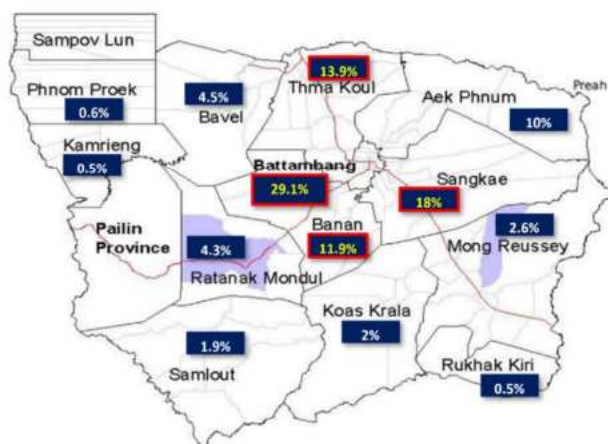 Sampov Lun
Phnom Proek
0.6%
4.5%
Bavel
13.9%
Thma Koul
Aek Phnum
10%
Preah
Kamrieng
0.5%
Battambang
29.1%
Sangkae
18%
Pailin
Province
4.3%
Ratanak Mondul
Banan
11.9%
2.6%
Mong Reussey
Koas Krala
2%
1.9%
Samlout
Rukhak Kiri
0.5%